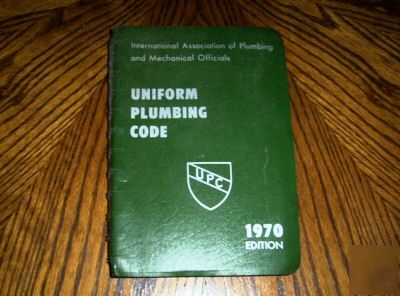 International Association of Plumbing
and Mechanical Officials
UNIFORM
PLUMBING
CODE
UPC
1970
EDITION